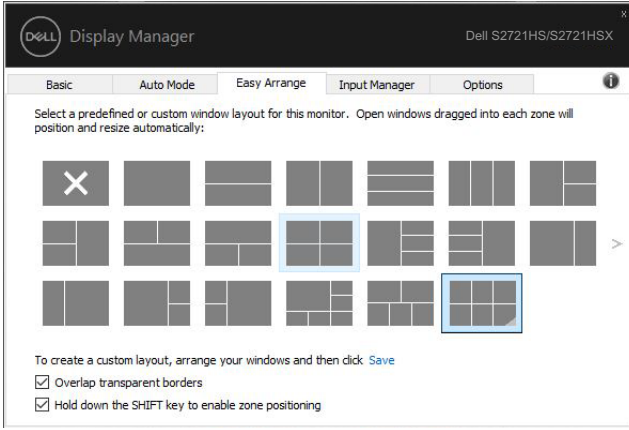 x
DELL Display Manager Dell S2721HS/S2721HSX
Basic Auto Mode Easy Arrange Input Manager Options i
Select a predefined or custom window layout for this monitor. Open windows dragged into each zone will
position and resize automatically:
>
To create a custom layout, arrange your windows and then click Save
Overlap transparent borders
Hold down the SHIFT key to enable zone positioning